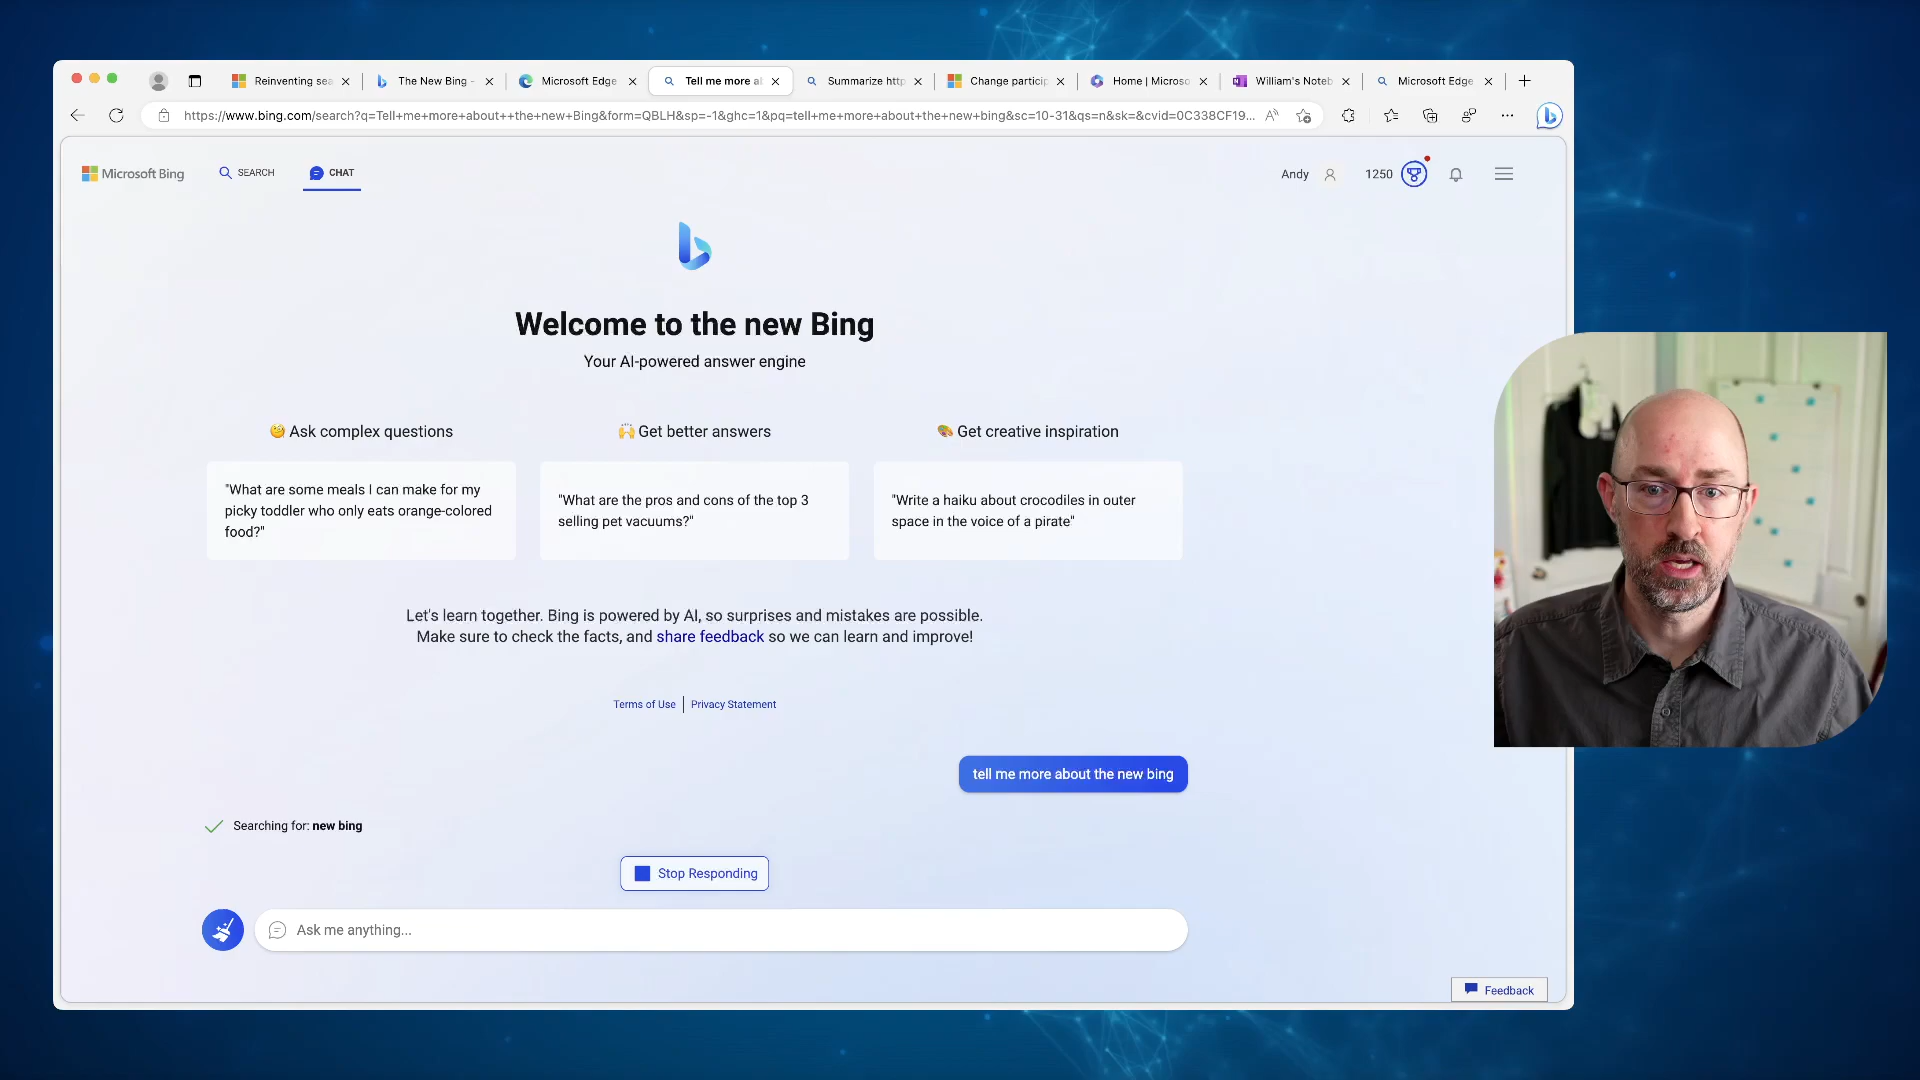 Reinventing sea
The New Bing -
Microsoft Edge
Tell me more al
Summarize http
Change particip
Home | Microso
William's Noteb
Microsoft Edge
https://www.bing.com/search?q=Tell+me+more+about++the+new+Bing&form=QBLH&sp=-1&ghc=1&pq=tell+me+more+about+the+new+bing&sc=10-31&qs=n&sk=&cvid=0C338CF19...
Microsoft Bing
SEARCH
CHAT
Andy
1250
Welcome to the new Bing
Your AI-powered answer engine
Ask complex questions
Get better answers
Get creative inspiration
"What are some meals I can make for my
picky toddler who only eats orange-colored
food?"
"What are the pros and cons of the top 3
selling pet vacuums?"
"Write a haiku about crocodiles in outer
space in the voice of a pirate"
Let's learn together. Bing is powered by AI, so surprises and mistakes are possible.
Make sure to check the facts, and share feedback so we can learn and improve!
Terms of Use | Privacy Statement
tell me more about the new bing
Searching for: new bing
Stop Responding
Ask me anything...
Feedback